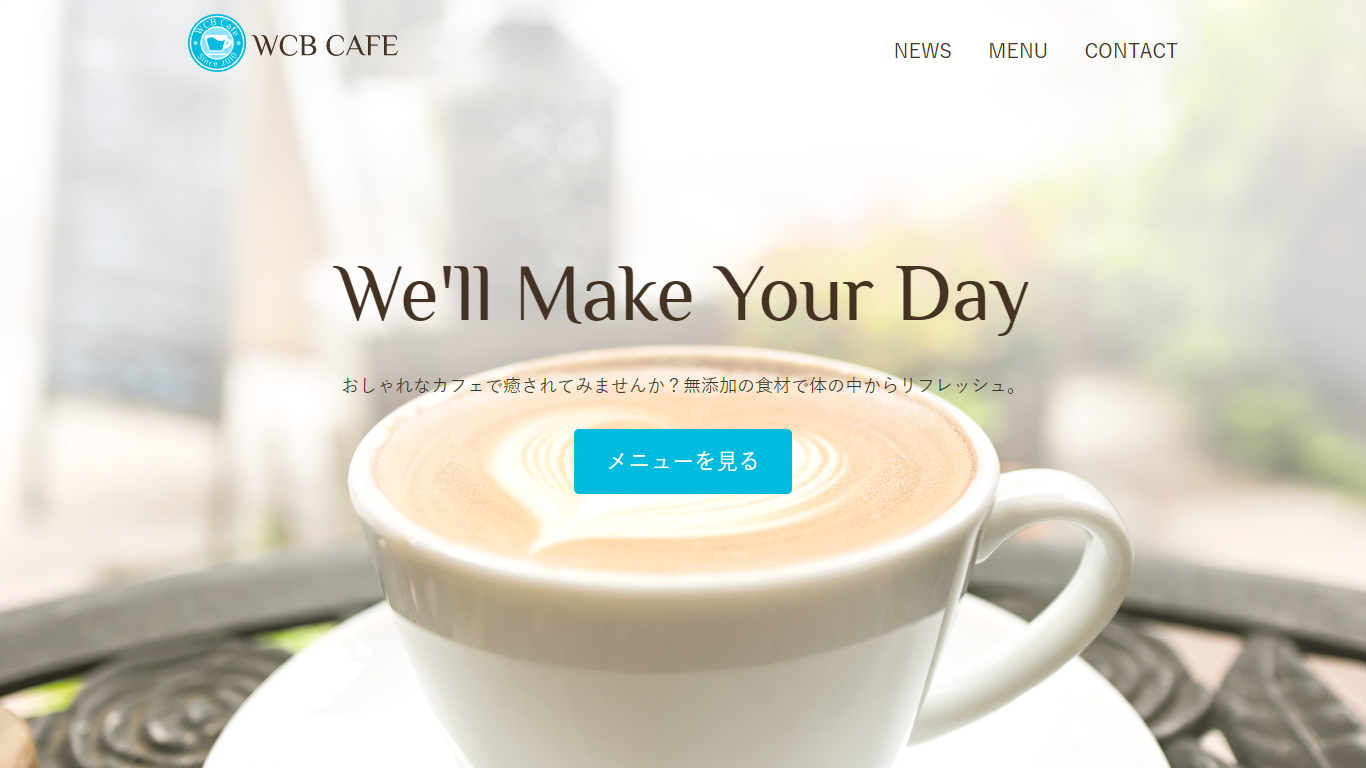 WCB Cafe
Since 2010
WCB CAFE
NEWS
MENU
CONTACT
We'll Make Your Day
おしゃれなカフェで癒されてみませんか？無添加の食材で体の中からリフレッシュ。
メニューを見る